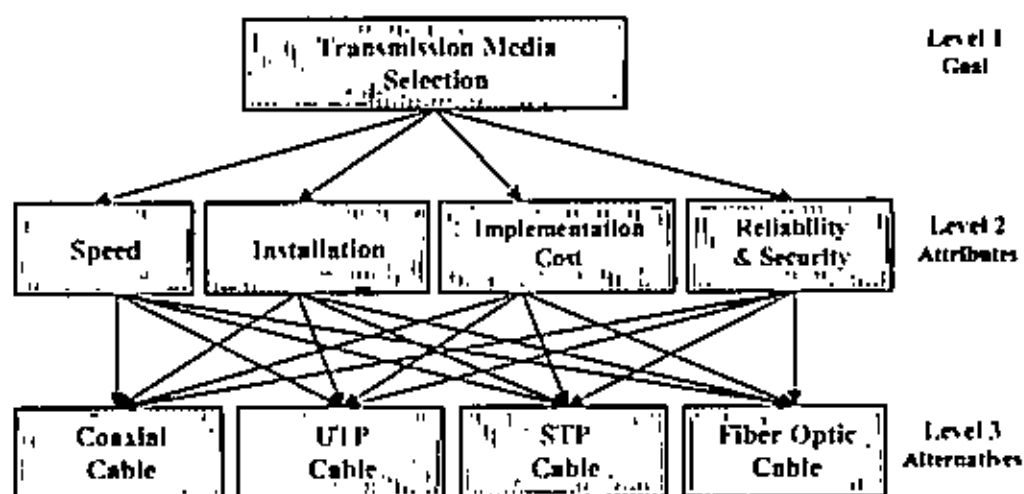 Transmission Media
Selection
Level 1
Goal
Speed
Installation
Implementation
Cost
Reliability
& Security
Level 2
Attributes
Coaxial
Cable
UTP
Cable
STP
Cable
Fiber Optic
Cable
Level 3
Alternatives